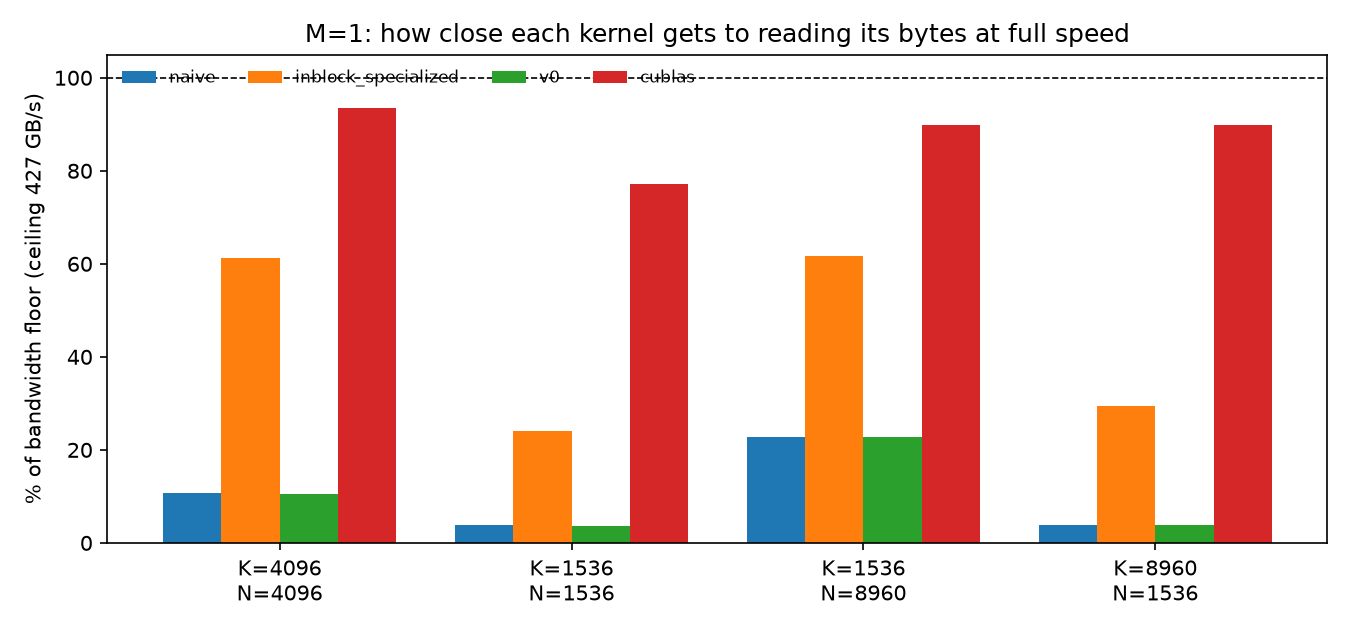 M=1: how close each kernel gets to reading its bytes at full speed
% of bandwidth floor (ceiling 427 GB/s)
naive inblock_specialized v0 cublas
100
80
60
40
20
0
K=4096 K=1536 K=1536 K=8960
N=4096 N=1536 N=8960 N=1536